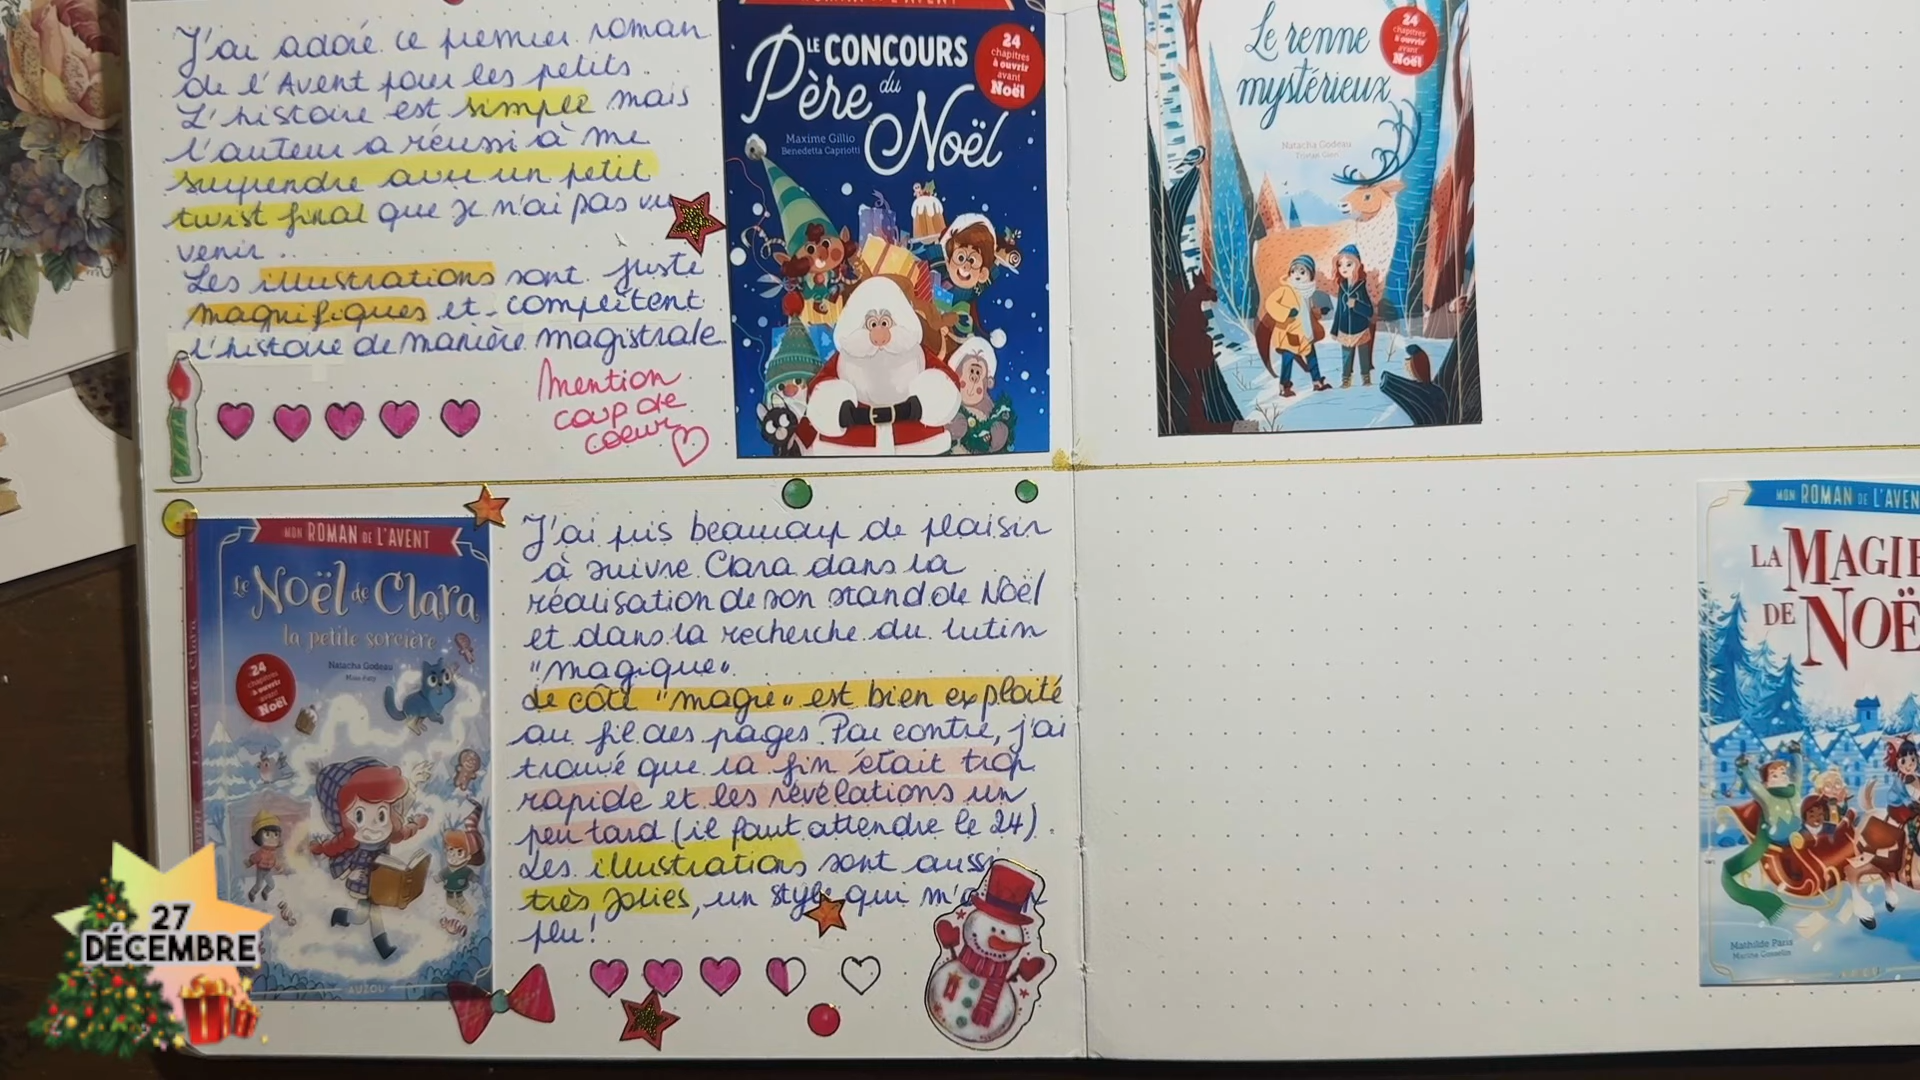 J'ai adoré ce premier roman
de l'Avent pour les petits.
L'histoire est simple mais
l'auteur a réussi à me
surprendre avec un petit
twist final que je n'ai pas vu
venir..
Les illustrations sont juste
magnifiques et complètent
l'histoire de manière magistrale.
Mention
coup de
coeur
LE CONCOURS
du
Père Noël
Maxime Gillio
Benedetta Capriotti
24
chapitres
à ouvrir
avant
Noël
Le renne
mystérieux
Natacha Godeau
24
chapitres
à ouvrir
avant
Noël
MON ROMAN DE L'AVENT
Le Noël de Clara
la petite sorcière
Natacha Godeau
24
chapitres
à ouvrir
avant
Noël
AUZOU
J'ai pris beaucoup de plaisir
à suivre Clara dans la
réalisation de son stand de Noël
et dans la recherche du lutin
"magique".
Le côté "magie" est bien exploité
au fil des pages. Par contre, j'ai
trouvé que la fin était trop
rapide et les révélations un
peu tard (il faut attendre le 24).
Les illustrations sont aussi
très jolies, un style qui m'a
plu!
MON ROMAN DE L'AVEN
LA MAGIE
DE NOË
Mathilde Paris
27
DÉCEMBRE